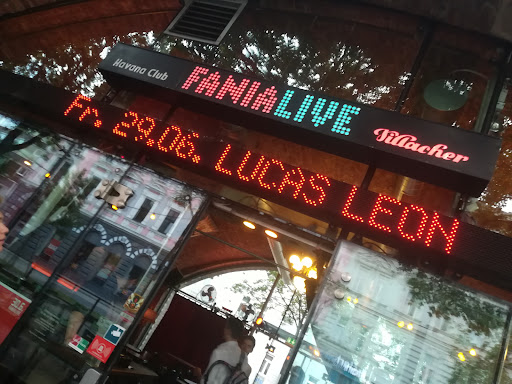 Havana Club FANIALIVE Villacher
Fr. 29.06. LUCAS LEON